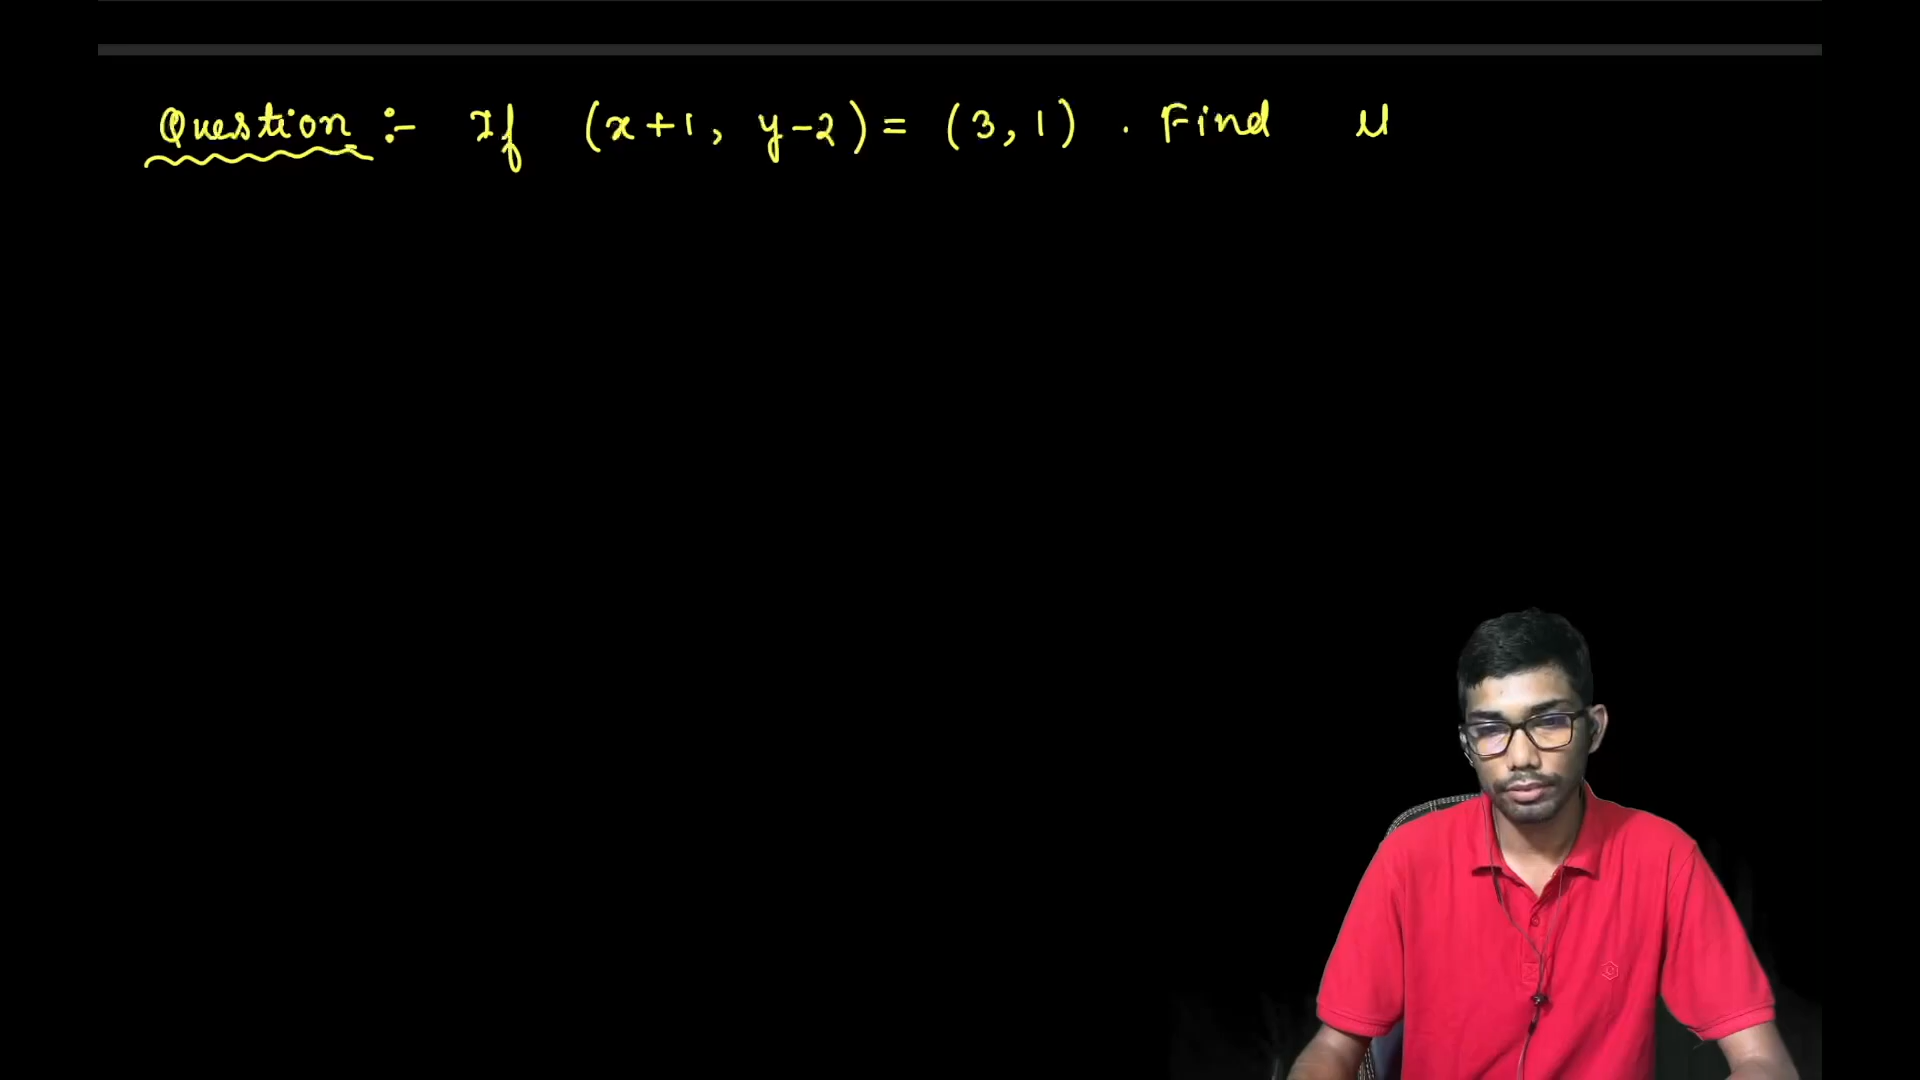 Question :- If (x+1, y-2) = (3, 1) . Find